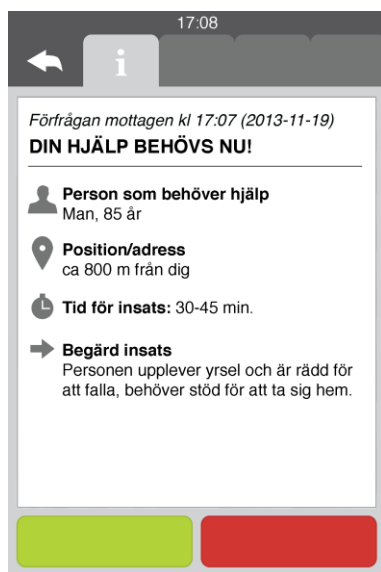 17:08
i
Förfrågan mottagen kl 17:07 (2013-11-19)
DIN HJÄLP BEHÖVS NU!
Person som behöver hjälp
Man, 85 år
Position/adress
ca 800 m från dig
Tid för insats: 30-45 min.
Begärd insats
Personen upplever yrsel och är rädd för
att falla, behöver stöd för att ta sig hem.